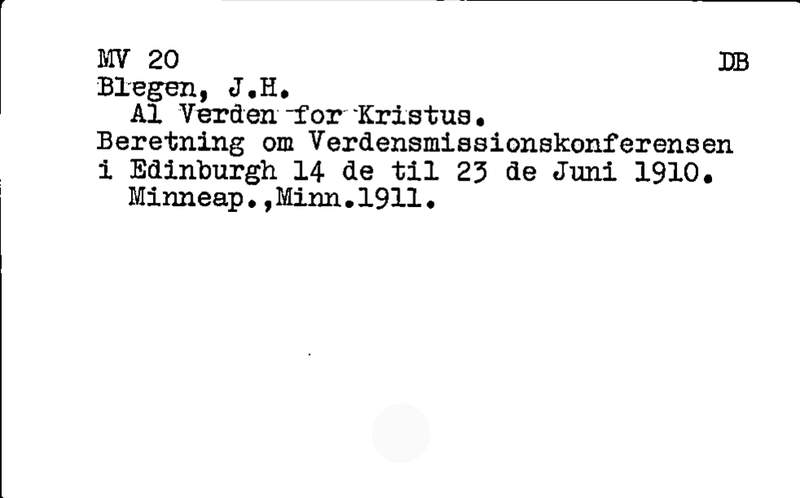 MV 20 DB
Blegen, J.H.
Al Verden for Kristus.
Beretning om Verdensmissionskonferensen
i Edinburgh 14 de til 23 de Juni 1910.
Minneap.,Minn.1911.